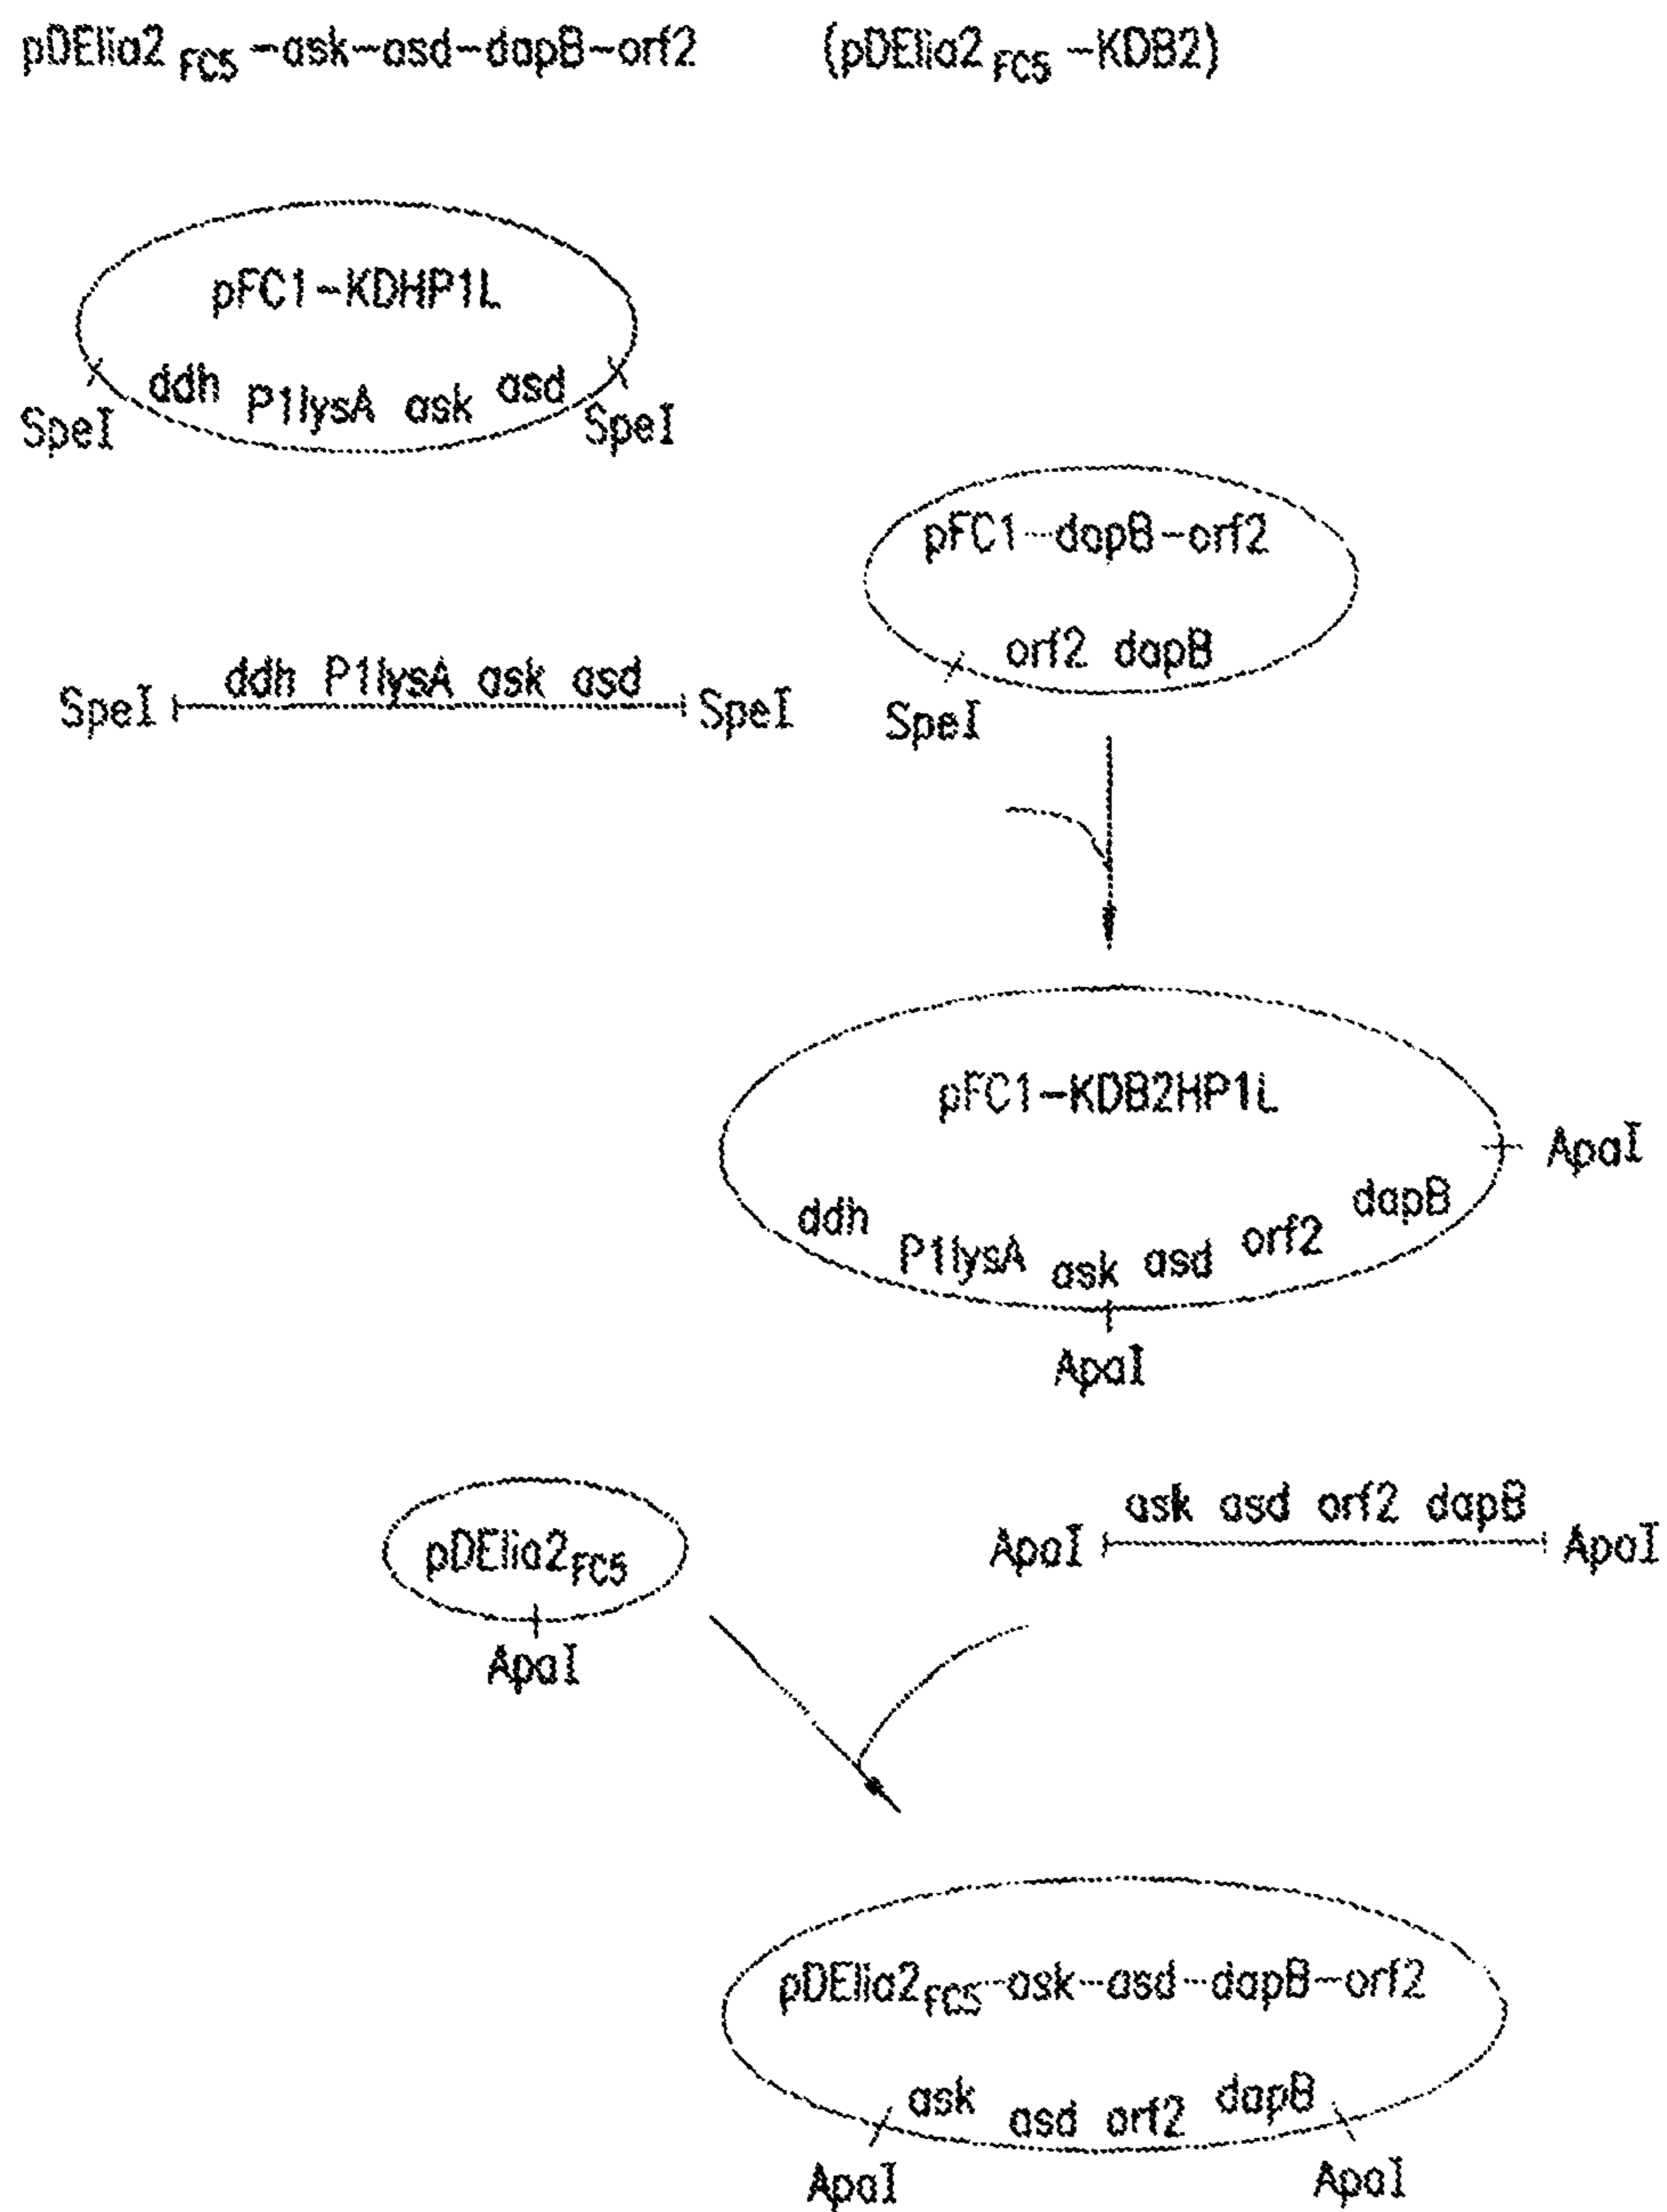 pDElia2 FC5 -ask-asd-dapB-orf2 (pDElia2 FC5 -KDB2)
pFC1-KDHP1L
ddh P1lysA ask asd
SpeI SpeI
pFC1-dapB-orf2
orf2 dapB
SpeI
ddh P1lysA ask asd
SpeI SpeI
pFC1-KDB2HP1L
ApaI
ddh P1lysA ask asd orf2 dapB
ApaI
pDElia2FC5
ApaI
ask asd orf2 dapB
ApaI ApaI
pDElia2FC5-ask-asd-dapB-orf2
ask asd orf2 dapB
ApaI ApaI